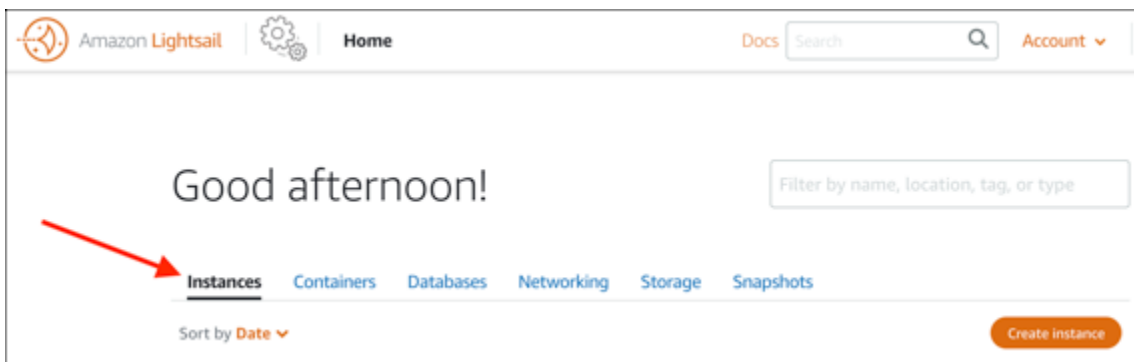 Amazon Lightsail Home Docs Search Account
Good afternoon!
Filter by name, location, tag, or type
Instances Containers Databases Networking Storage Snapshots
Sort by Date Create instance